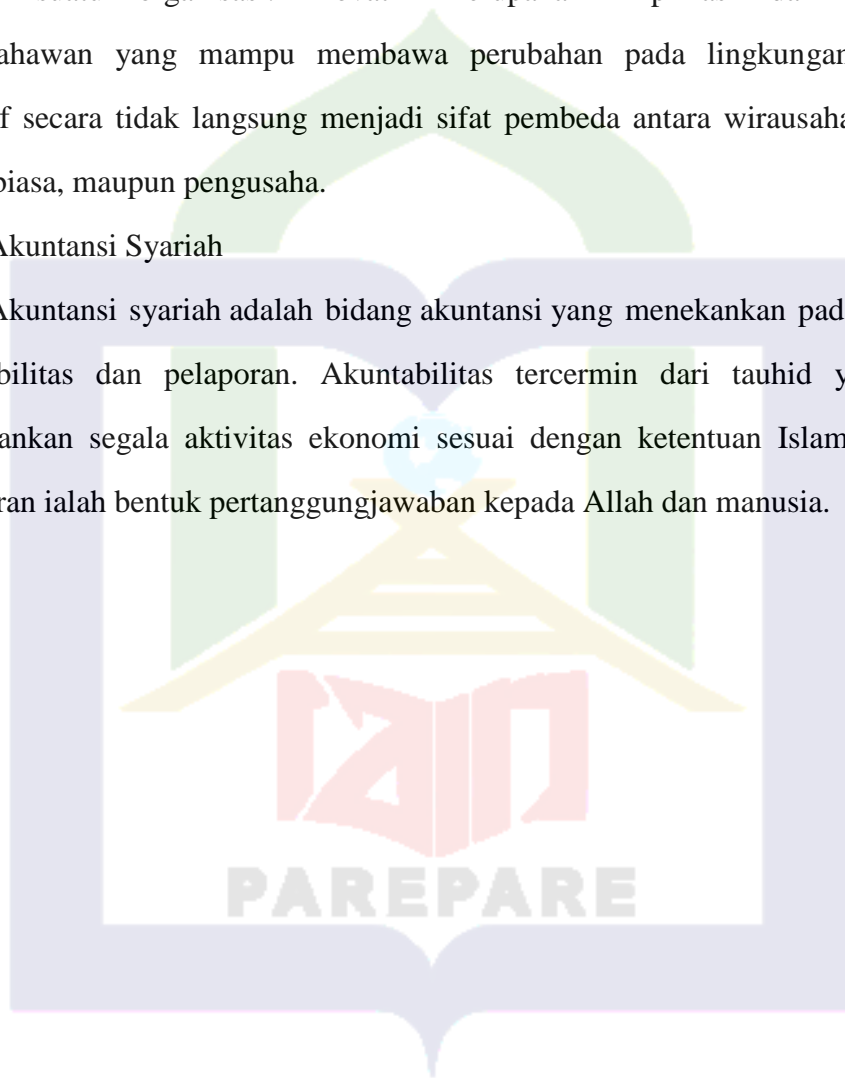 ahawan yang mampu membawa perubahan pada lingkungan
f secara tidak langsung menjadi sifat pembeda antara wirausaha
biasa, maupun pengusaha.
Akuntansi Syariah
Akuntansi syariah adalah bidang akuntansi yang menekankan pad
bilitas dan pelaporan. Akuntabilitas tercermin dari tauhid y
ankan segala aktivitas ekonomi sesuai dengan ketentuan Islam
ran ialah bentuk pertanggungjawaban kepada Allah dan manusia.
iain
PAREPARE